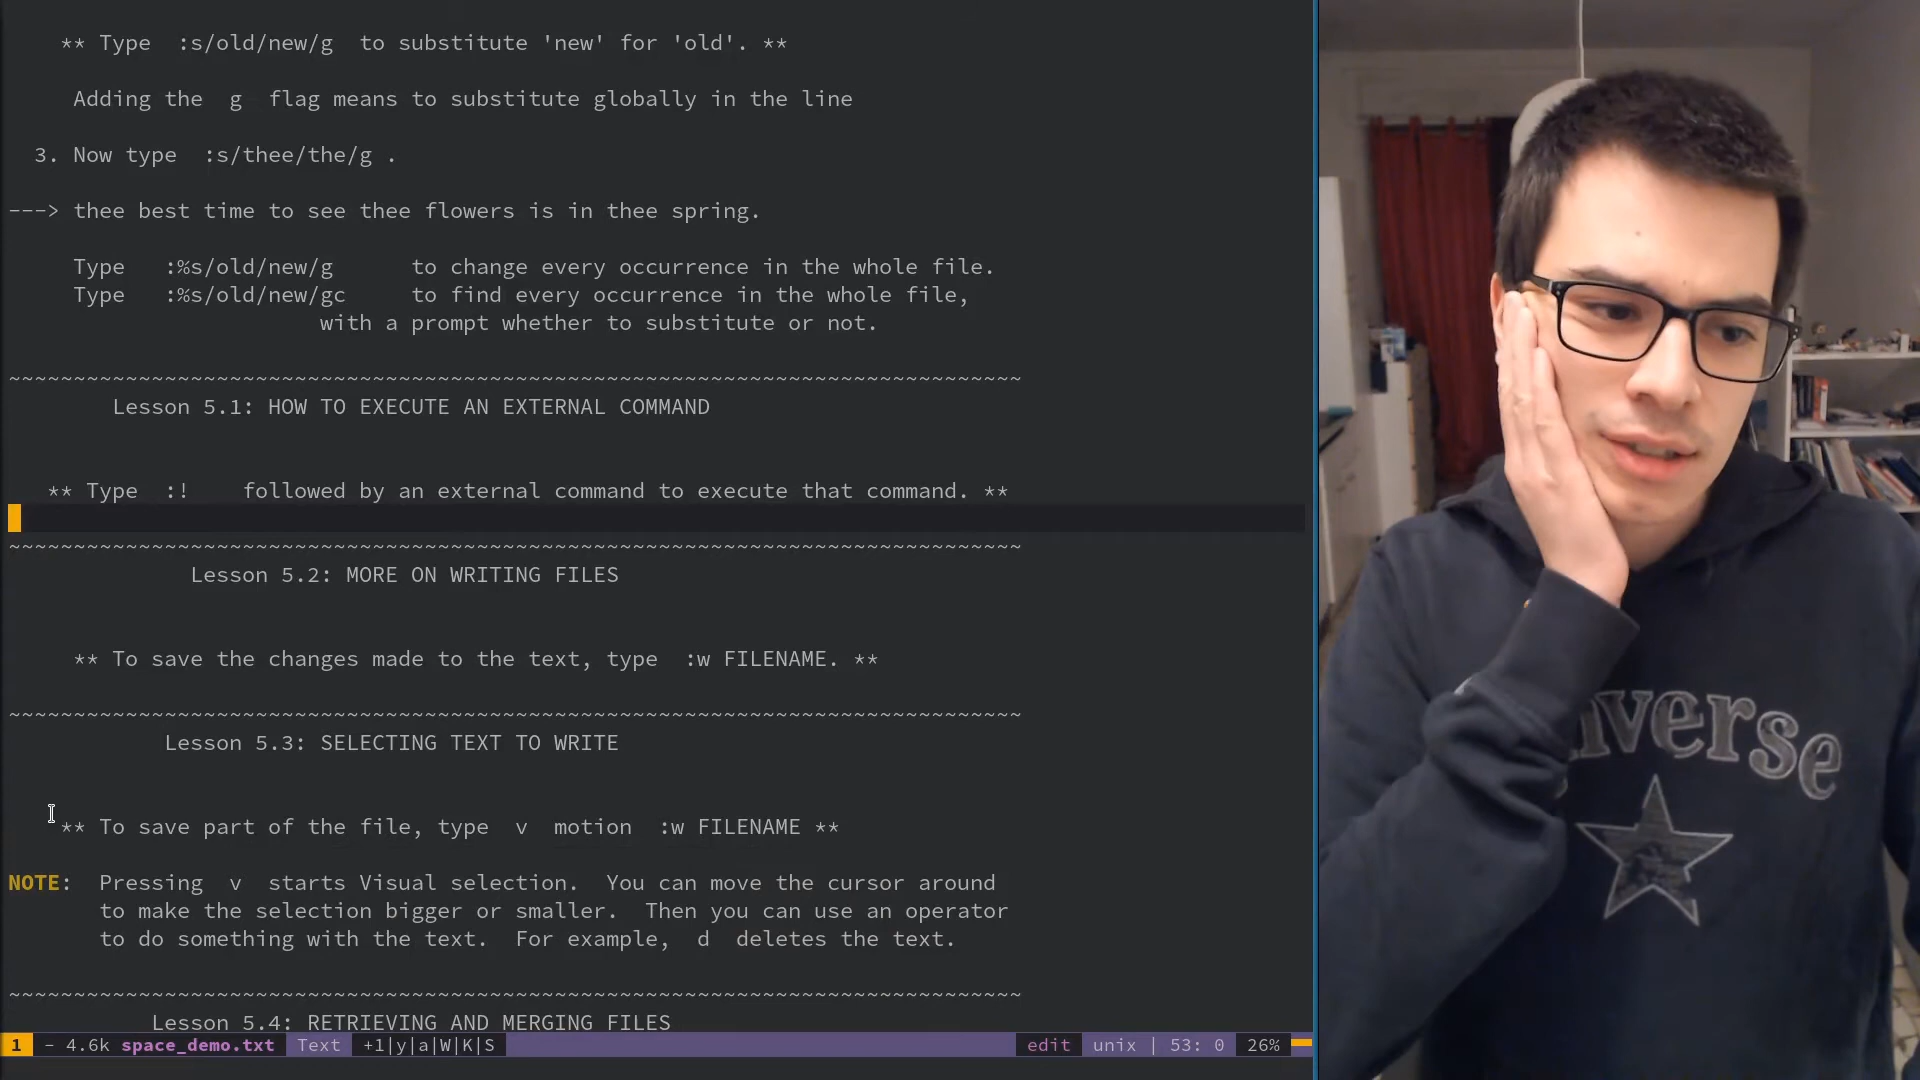 ** Type  :s/old/new/g  to substitute 'new' for 'old'. **
Adding the  g  flag means to substitute globally in the line
3. Now type  :s/thee/the/g .
---> thee best time to see thee flowers is in thee spring.
Type   :%s/old/new/g      to change every occurrence in the whole file.
Type   :%s/old/new/gc     to find every occurrence in the whole file,
with a prompt whether to substitute or not.
~~~~~~~~~~~~~~~~~~~~~~~~~~~~~~~~~~~~~~~~~~~~~~~~~~~~~~~~~~~~~~~~~~~~~~~~~~~~~~
Lesson 5.1: HOW TO EXECUTE AN EXTERNAL COMMAND
** Type  :!    followed by an external command to execute that command. **
~~~~~~~~~~~~~~~~~~~~~~~~~~~~~~~~~~~~~~~~~~~~~~~~~~~~~~~~~~~~~~~~~~~~~~~~~~~~~~
Lesson 5.2: MORE ON WRITING FILES
** To save the changes made to the text, type  :w FILENAME. **
~~~~~~~~~~~~~~~~~~~~~~~~~~~~~~~~~~~~~~~~~~~~~~~~~~~~~~~~~~~~~~~~~~~~~~~~~~~~~~
Lesson 5.3: SELECTING TEXT TO WRITE
** To save part of the file, type  v  motion  :w FILENAME **
NOTE:  Pressing  v  starts Visual selection.  You can move the cursor around
to make the selection bigger or smaller.  Then you can use an operator
to do something with the text.  For example,  d  deletes the text.
~~~~~~~~~~~~~~~~~~~~~~~~~~~~~~~~~~~~~~~~~~~~~~~~~~~~~~~~~~~~~~~~~~~~~~~~~~~~~~
Lesson 5.4: RETRIEVING AND MERGING FILES
1 - 4.6k space_demo.txt Text +1|y|a|W|K|S edit unix | 53: 0 26%
nverse